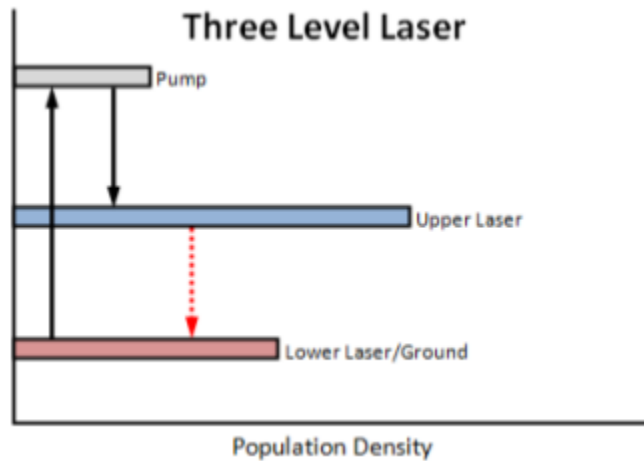 Three Level Laser
Pump
Upper Laser
Lower Laser/Ground
Population Density